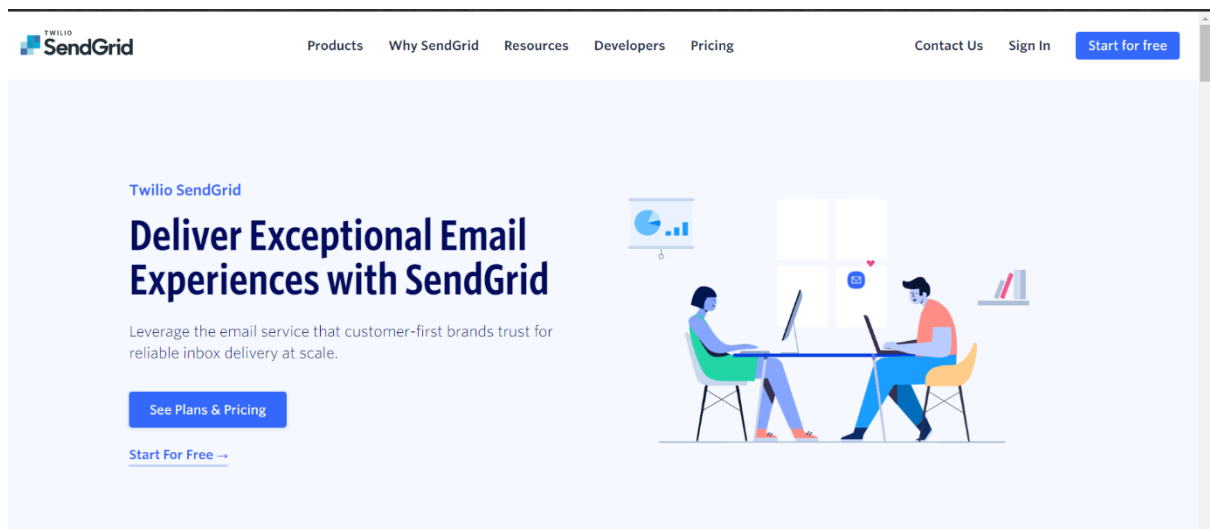 TWILIO
SendGrid
Products
Why SendGrid
Resources
Developers
Pricing
Contact Us
Sign In
Start for free
Twilio SendGrid
Deliver Exceptional Email
Experiences with SendGrid
Leverage the email service that customer-first brands trust for
reliable inbox delivery at scale.
See Plans & Pricing
Start For Free →